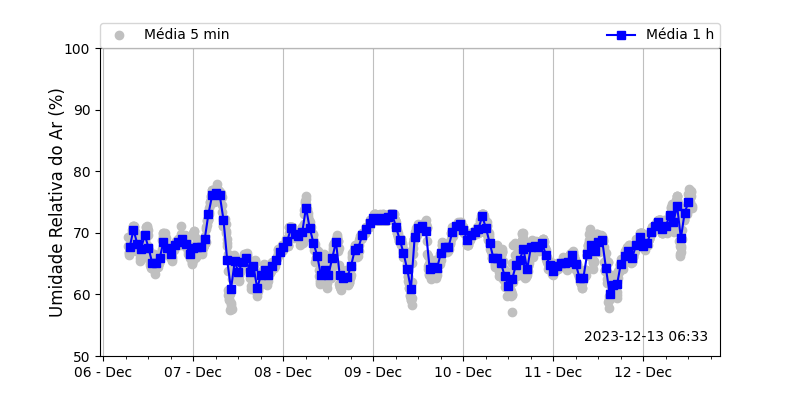 Média 5 min
Média 1 h
Umidade Relativa do Ar (%)
100
90
80
70
60
50
2023-12-13 06:33
06 - Dec
07 - Dec
08 - Dec
09 - Dec
10 - Dec
11 - Dec
12 - Dec